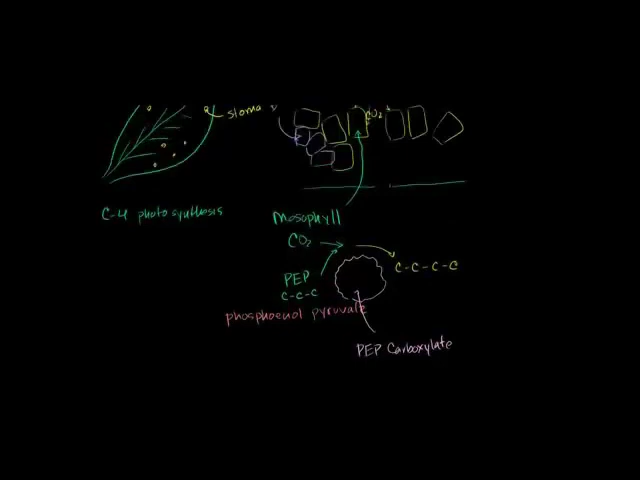 stoma
CO₂
C-4 photosynthesis
Mesophyll
CO₂
C-C-C-C
PEP
C-C-C
phosphoenol pyruvate
PEP Carboxylate